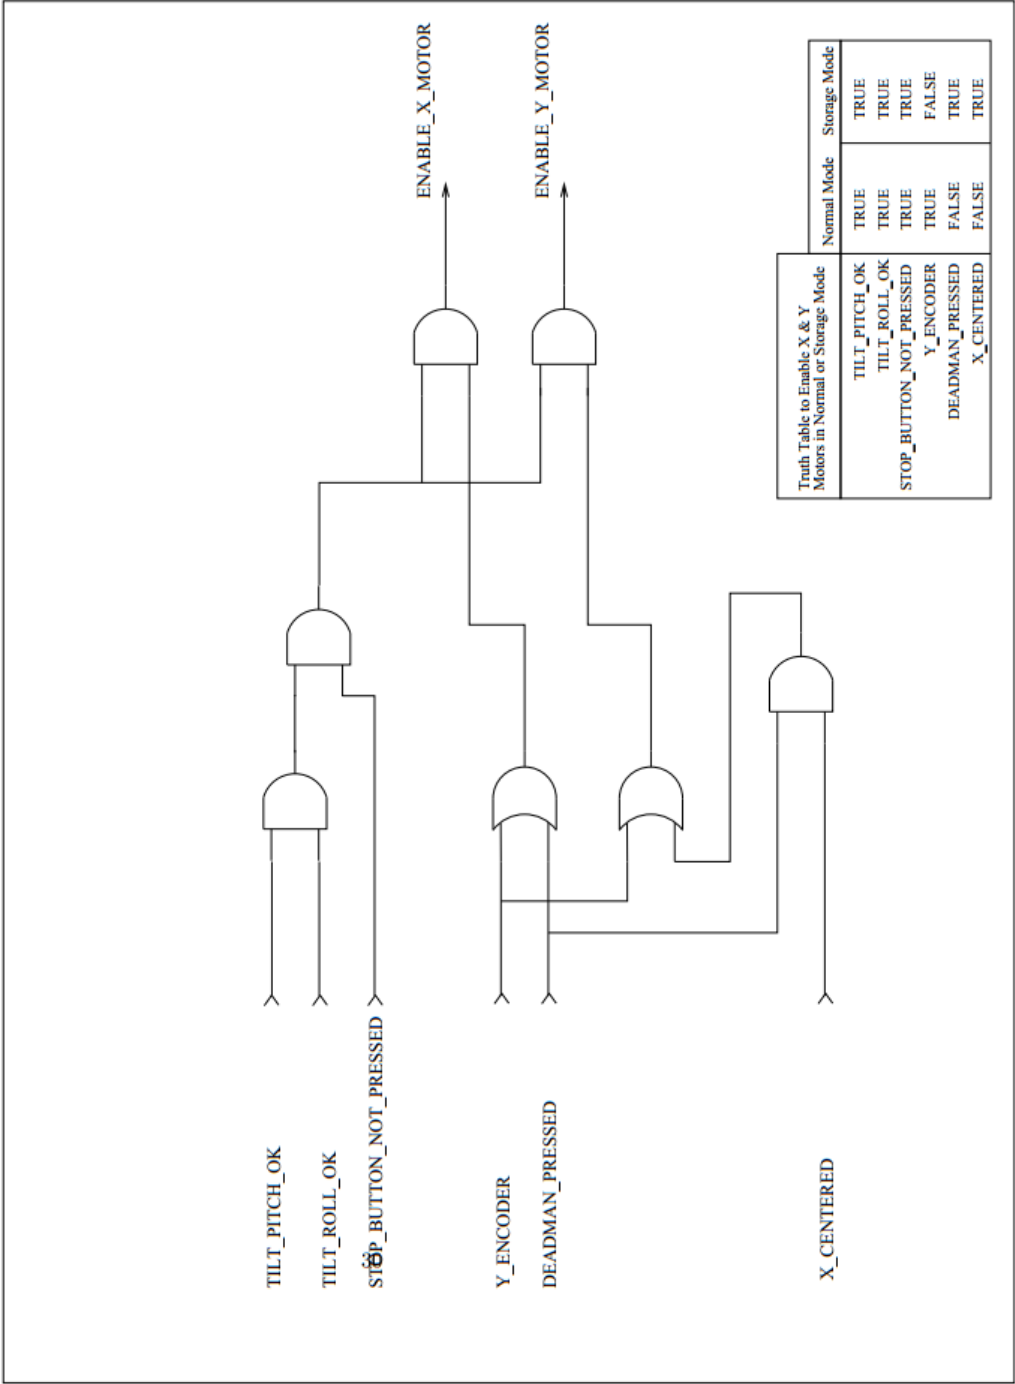 TILT_PITCH_OK
TILT_ROLL_OK
STOP_BUTTON_NOT_PRESSED
Y_ENCODER
DEADMAN_PRESSED
X_CENTERED
ENABLE_X_MOTOR
ENABLE_Y_MOTOR
Truth Table to Enable X & Y
Motors in Normal or Storage Mode
Normal Mode Storage Mode
TILT_PITCH_OK TRUE TRUE
TILT_ROLL_OK TRUE TRUE
STOP_BUTTON_NOT_PRESSED TRUE TRUE
Y_ENCODER TRUE FALSE
DEADMAN_PRESSED FALSE TRUE
X_CENTERED FALSE TRUE